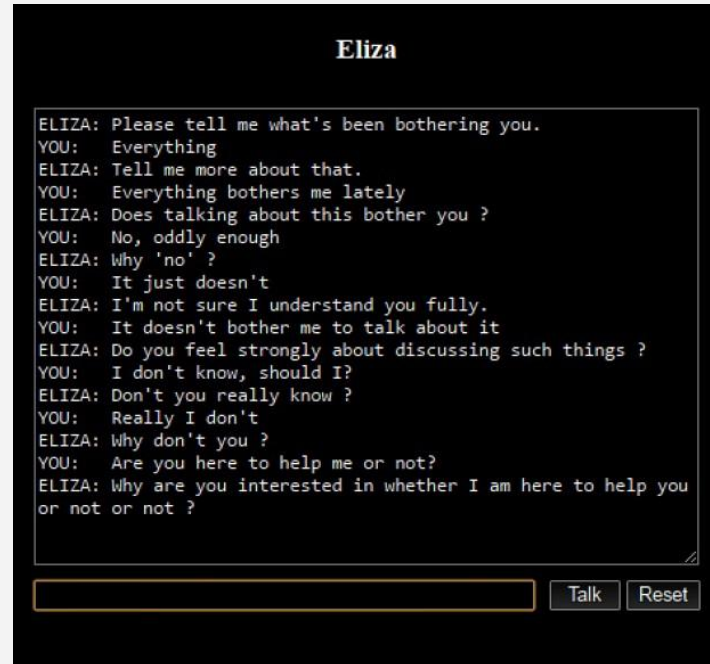 Eliza
ELIZA: Please tell me what's been bothering you.
YOU:   Everything
ELIZA: Tell me more about that.
YOU:   Everything bothers me lately
ELIZA: Does talking about this bother you ?
YOU:   No, oddly enough
ELIZA: Why 'no' ?
YOU:   It just doesn't
ELIZA: I'm not sure I understand you fully.
YOU:   It doesn't bother me to talk about it
ELIZA: Do you feel strongly about discussing such things ?
YOU:   I don't know, should I?
ELIZA: Don't you really know ?
YOU:   Really I don't
ELIZA: Why don't you ?
YOU:   Are you here to help me or not?
ELIZA: Why are you interested in whether I am here to help you
or not or not ?
Talk Reset